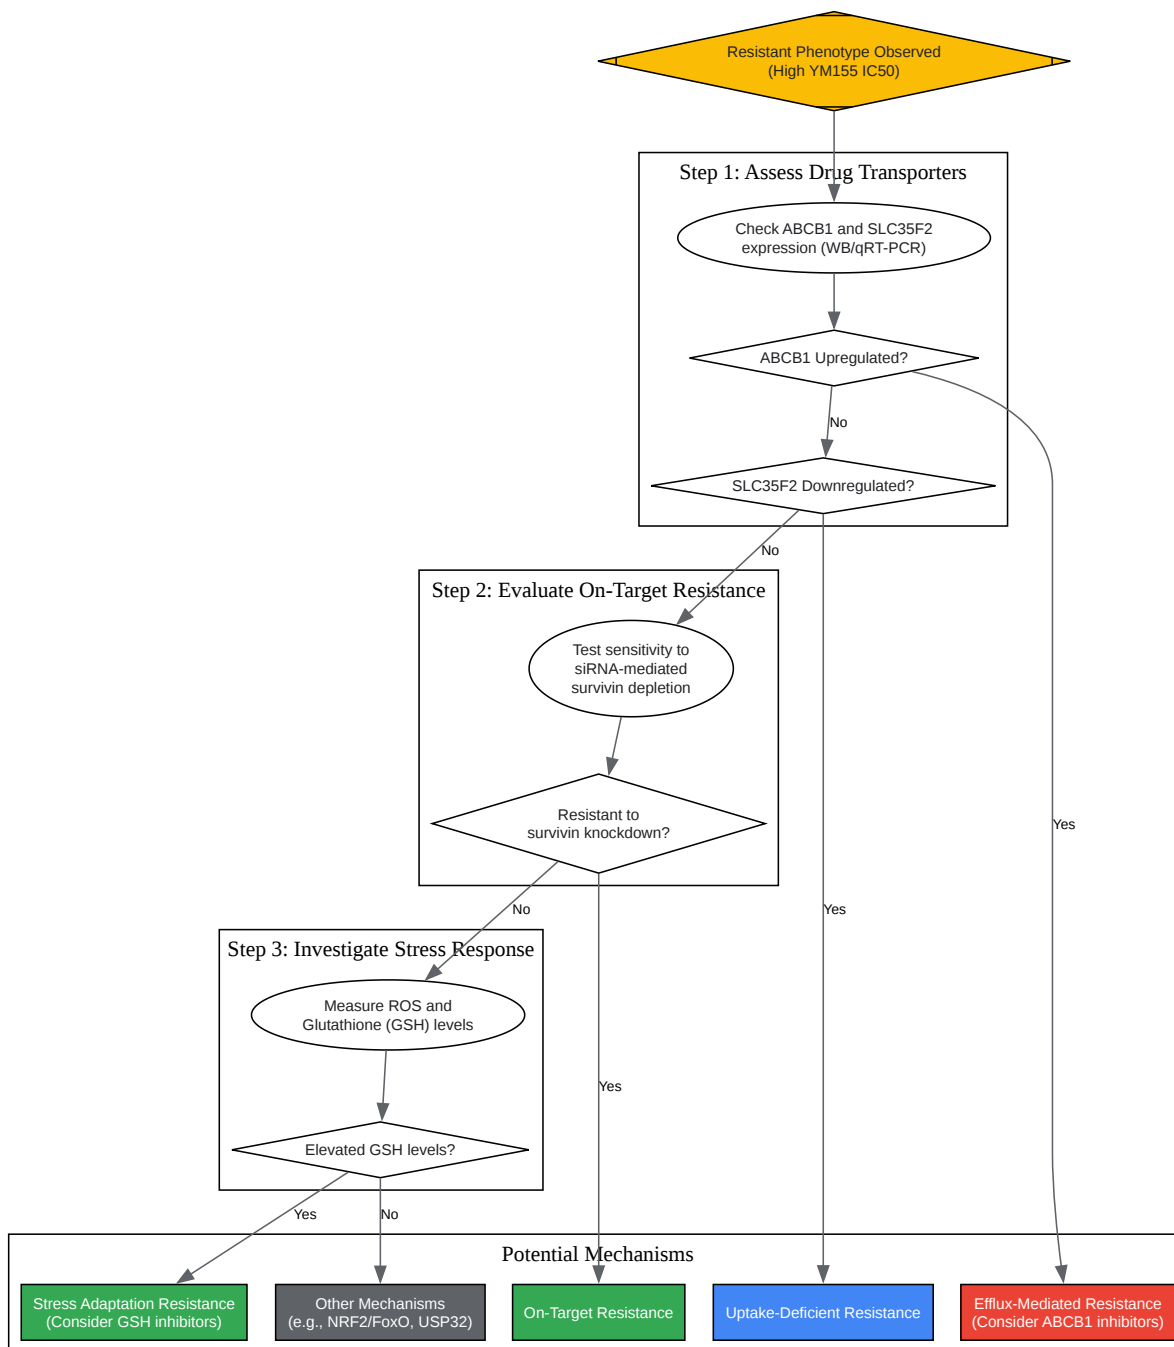 Resistant Phenotype Observed
(High YM155 IC50)
Step 1: Assess Drug Transporters
Check ABCB1 and SLC35F2
expression (WB/qRT-PCR)
ABCB1 Upregulated?
No
SLC35F2 Downregulated?
No
Step 2: Evaluate On-Target Resistance
Test sensitivity to
siRNA-mediated
survivin depletion
Resistant to
survivin knockdown?
Yes
No
Yes
Step 3: Investigate Stress Response
Measure ROS and
Glutathione (GSH) levels
Yes
Elevated GSH levels?
Yes
No
Potential Mechanisms
Stress Adaptation Resistance
(Consider GSH inhibitors)
Other Mechanisms
(e.g., NRF2/FoxO, USP32)
On-Target Resistance
Uptake-Deficient Resistance
Efflux-Mediated Resistance
(Consider ABCB1 inhibitors)